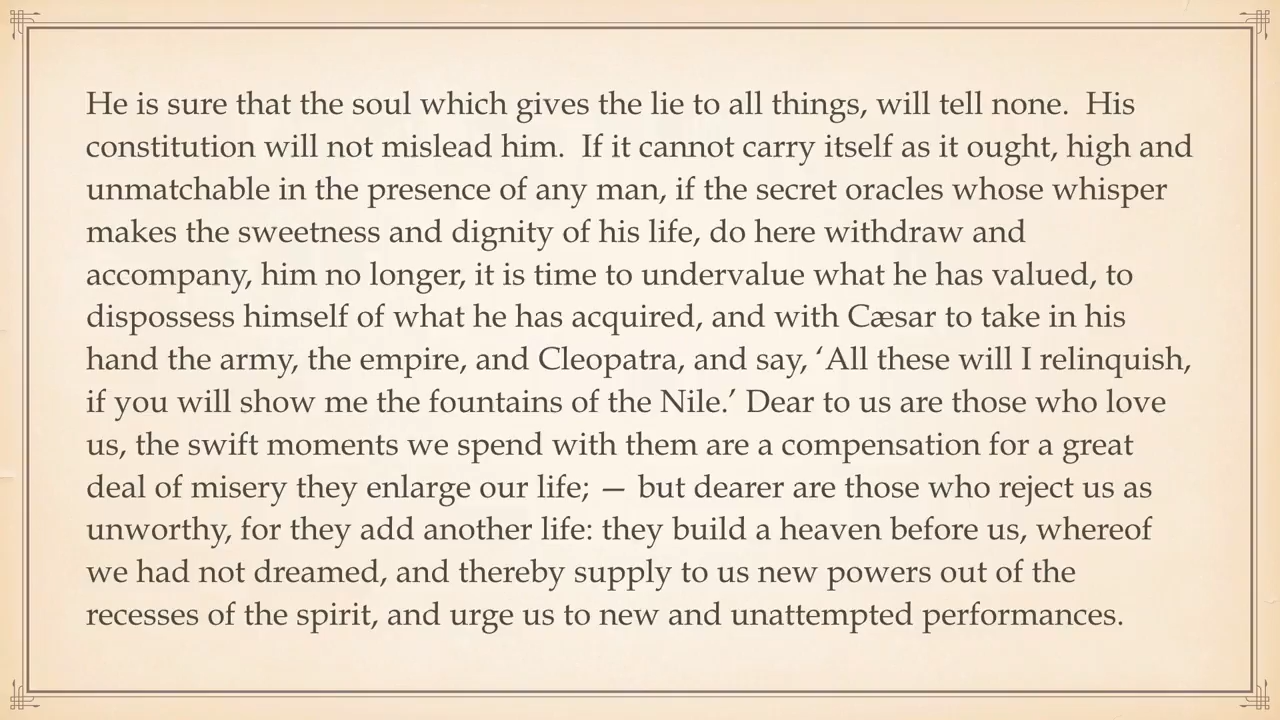 He is sure that the soul which gives the lie to all things, will tell none.  His
constitution will not mislead him.  If it cannot carry itself as it ought, high and
unmatchable in the presence of any man, if the secret oracles whose whisper
makes the sweetness and dignity of his life, do here withdraw and
accompany, him no longer, it is time to undervalue what he has valued, to
dispossess himself of what he has acquired, and with Cæsar to take in his
hand the army, the empire, and Cleopatra, and say, ‘All these will I relinquish,
if you will show me the fountains of the Nile.’ Dear to us are those who love
us, the swift moments we spend with them are a compensation for a great
deal of misery they enlarge our life; — but dearer are those who reject us as
unworthy, for they add another life: they build a heaven before us, whereof
we had not dreamed, and thereby supply to us new powers out of the
recesses of the spirit, and urge us to new and unattempted performances.